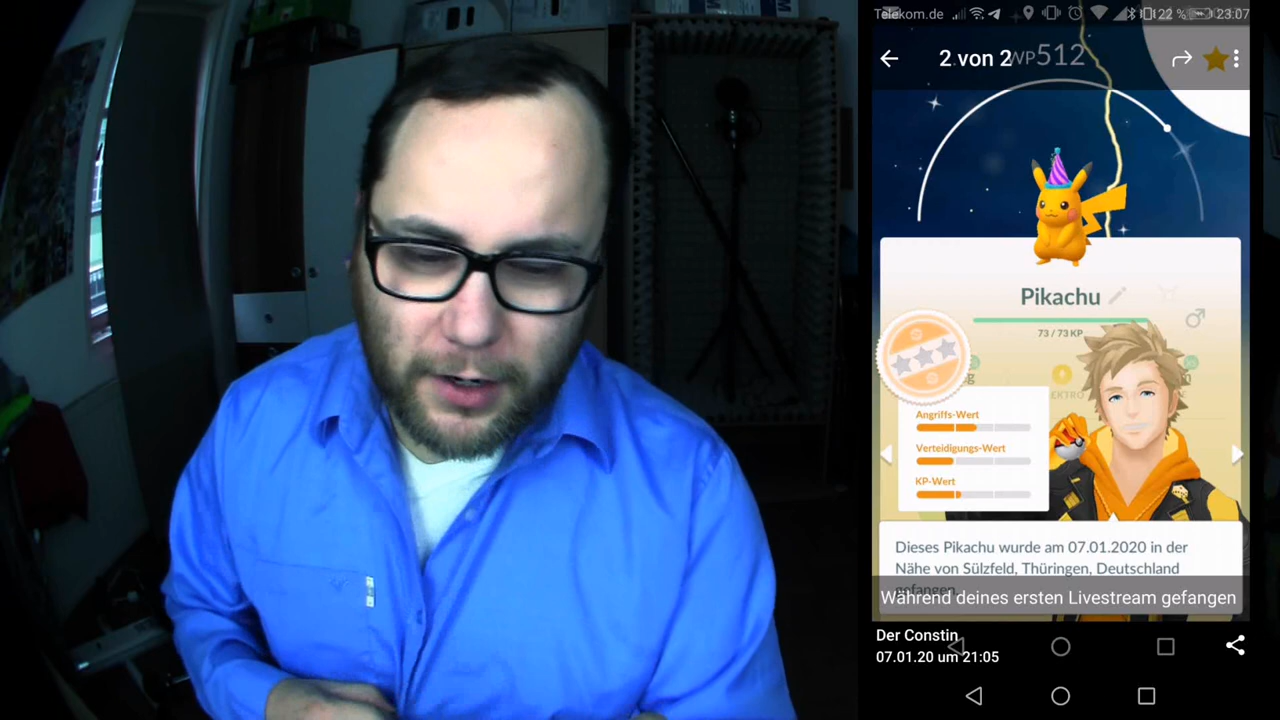 Telekom.de 22 % 23:07
2 von 2 WP512
Pikachu
73 / 73 KP
EKTRO
Angriffs-Wert
Verteidigungs-Wert
KP-Wert
Dieses Pikachu wurde am 07.01.2020 in der
Nähe von Sülzfeld, Thüringen, Deutschland
gefangen.
Während deines ersten Livestream gefangen
Der Constin
07.01.20 um 21:05